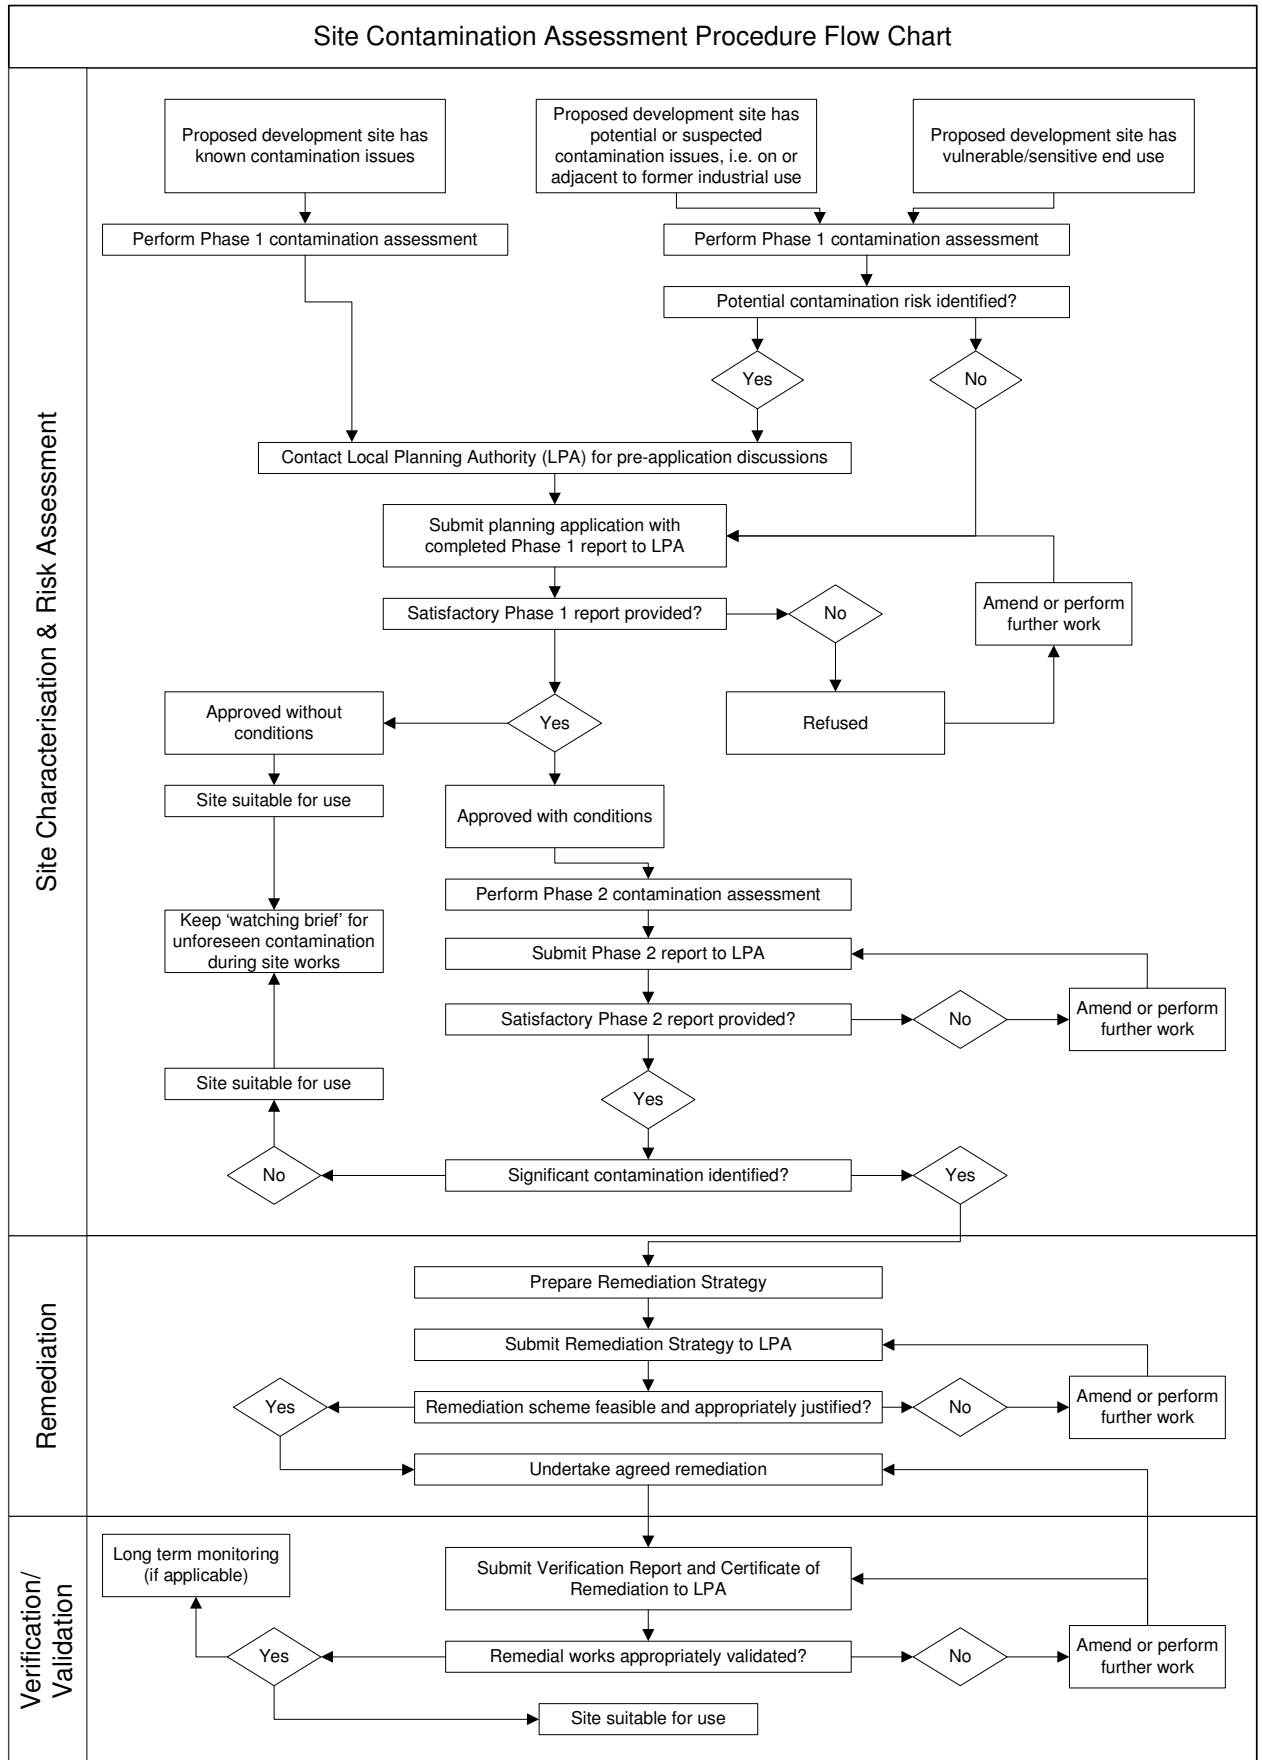 Site Contamination Assessment Procedure Flow Chart
Site Characterisation & Risk Assessment
Proposed development site has
known contamination issues
Proposed development site has
potential or suspected
contamination issues, i.e. on or
adjacent to former industrial use
Proposed development site has
vulnerable/sensitive end use
Perform Phase 1 contamination assessment
Perform Phase 1 contamination assessment
Potential contamination risk identified?
Yes
No
Contact Local Planning Authority (LPA) for pre-application discussions
Submit planning application with
completed Phase 1 report to LPA
Satisfactory Phase 1 report provided?
No
Amend or perform
further work
Approved without
conditions
Yes
Refused
Site suitable for use
Approved with conditions
Perform Phase 2 contamination assessment
Keep ‘watching brief’ for
unforeseen contamination
during site works
Submit Phase 2 report to LPA
Satisfactory Phase 2 report provided?
No
Amend or perform
further work
Site suitable for use
Yes
No
Significant contamination identified?
Yes
Remediation
Prepare Remediation Strategy
Submit Remediation Strategy to LPA
Yes
Remediation scheme feasible and appropriately justified?
No
Amend or perform
further work
Undertake agreed remediation
Verification/
Validation
Long term monitoring
(if applicable)
Submit Verification Report and Certificate of
Remediation to LPA
Yes
Remedial works appropriately validated?
No
Amend or perform
further work
Site suitable for use